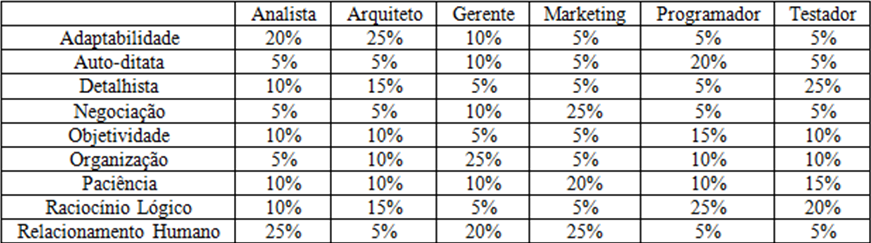 Analista Arquiteto Gerente Marketing Programador Testador
Adaptabilidade 20% 25% 10% 5% 5% 5%
Auto-ditata 5% 5% 10% 5% 20% 5%
Detalhista 10% 15% 5% 5% 5% 25%
Negociação 5% 5% 10% 25% 5% 5%
Objetividade 10% 10% 5% 5% 15% 10%
Organização 5% 10% 25% 5% 10% 10%
Paciência 10% 10% 10% 20% 10% 15%
Raciocínio Lógico 10% 15% 5% 5% 25% 20%
Relacionamento Humano 25% 5% 20% 25% 5% 5%